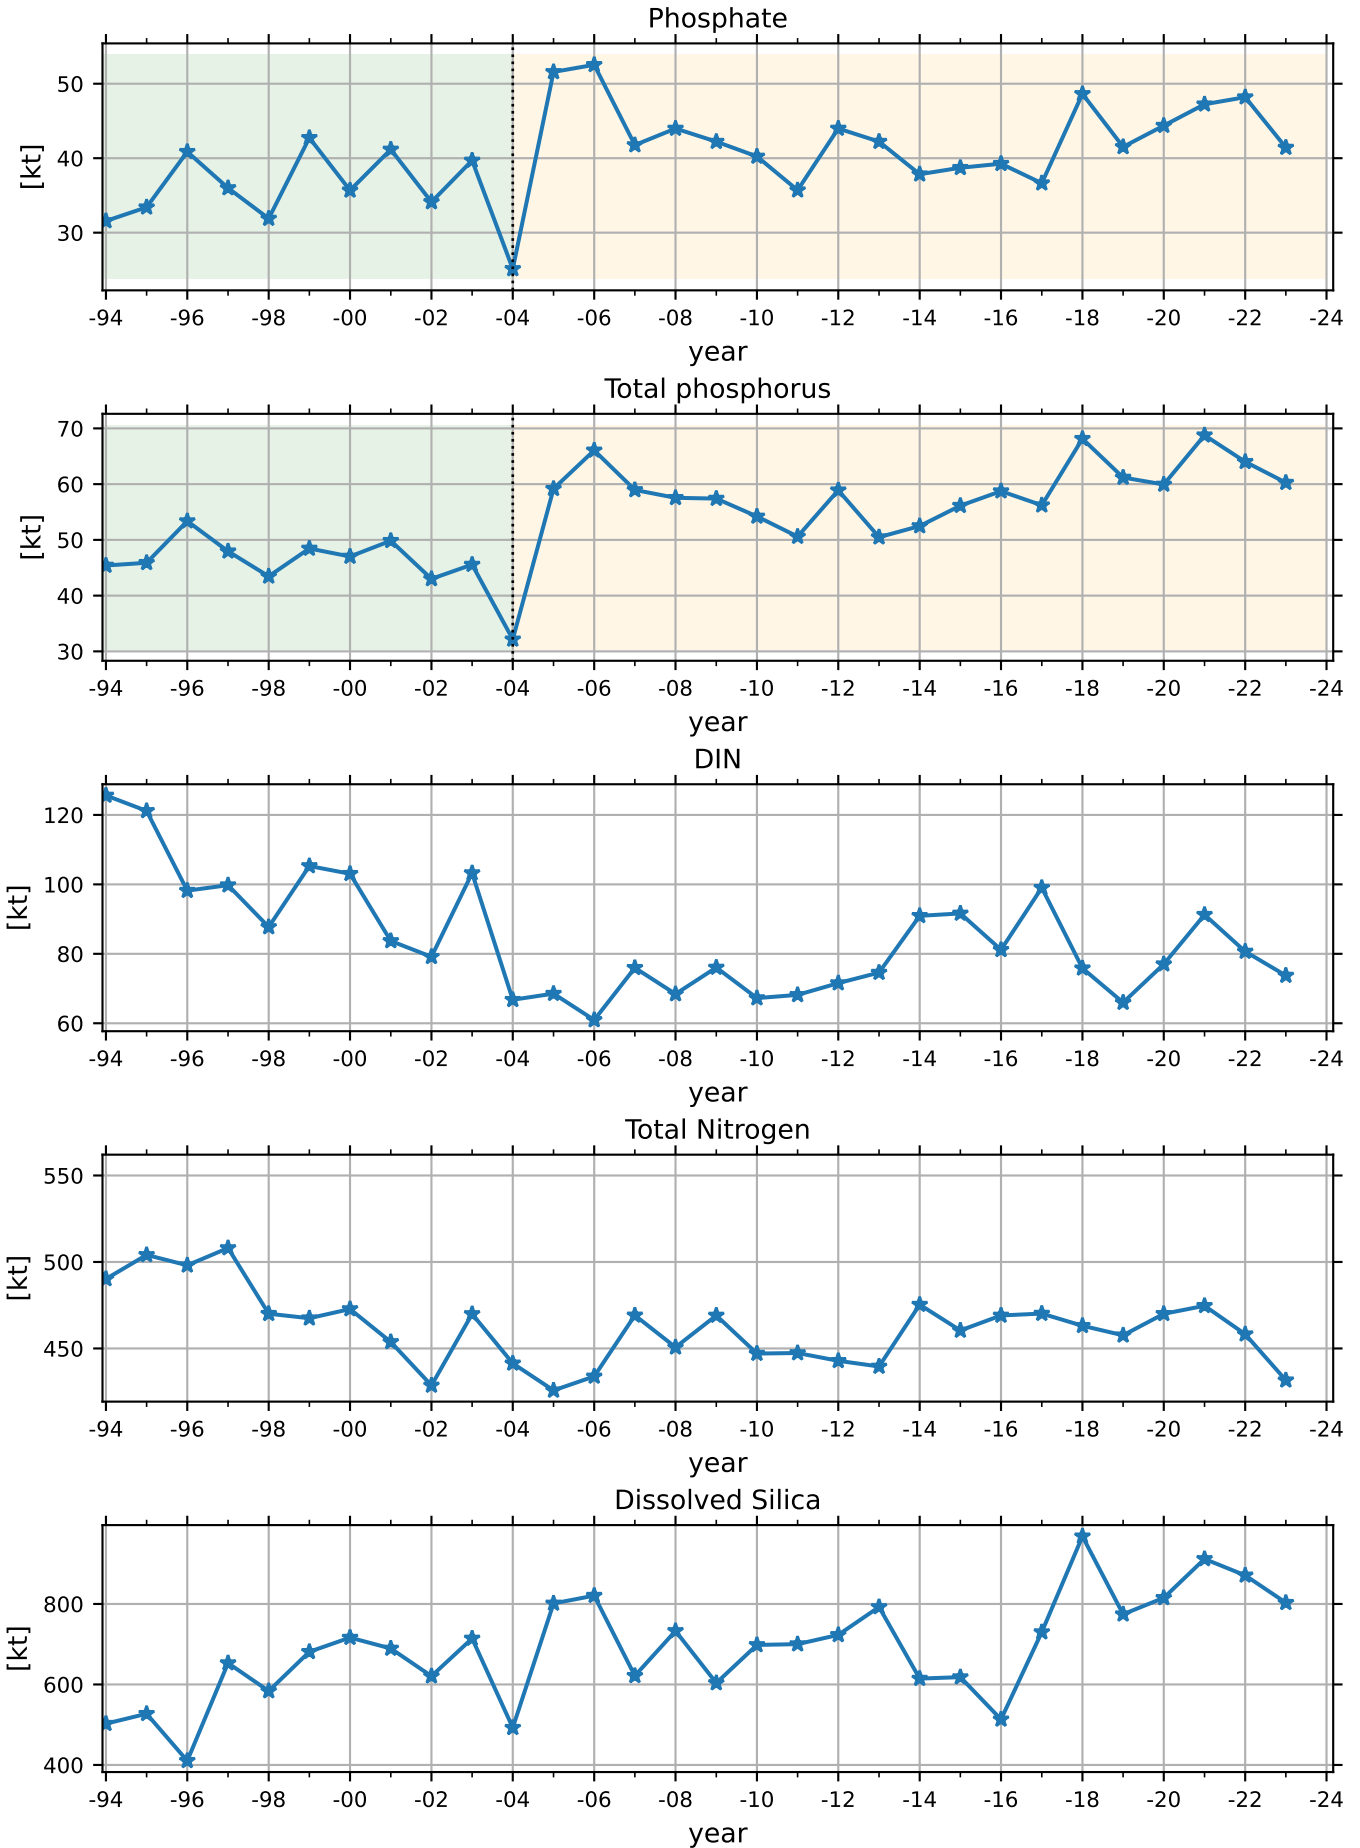 Phosphate
50
40
30
[kt]
-94 -96 -98 -00 -02 -04 -06 -08 -10 -12 -14 -16 -18 -20 -22 -24
year
Total phosphorus
70
60
50
40
30
[kt]
-94 -96 -98 -00 -02 -04 -06 -08 -10 -12 -14 -16 -18 -20 -22 -24
year
DIN
120
100
80
60
[kt]
-94 -96 -98 -00 -02 -04 -06 -08 -10 -12 -14 -16 -18 -20 -22 -24
year
Total Nitrogen
550
500
450
[kt]
-94 -96 -98 -00 -02 -04 -06 -08 -10 -12 -14 -16 -18 -20 -22 -24
year
Dissolved Silica
800
600
400
[kt]
-94 -96 -98 -00 -02 -04 -06 -08 -10 -12 -14 -16 -18 -20 -22 -24
year